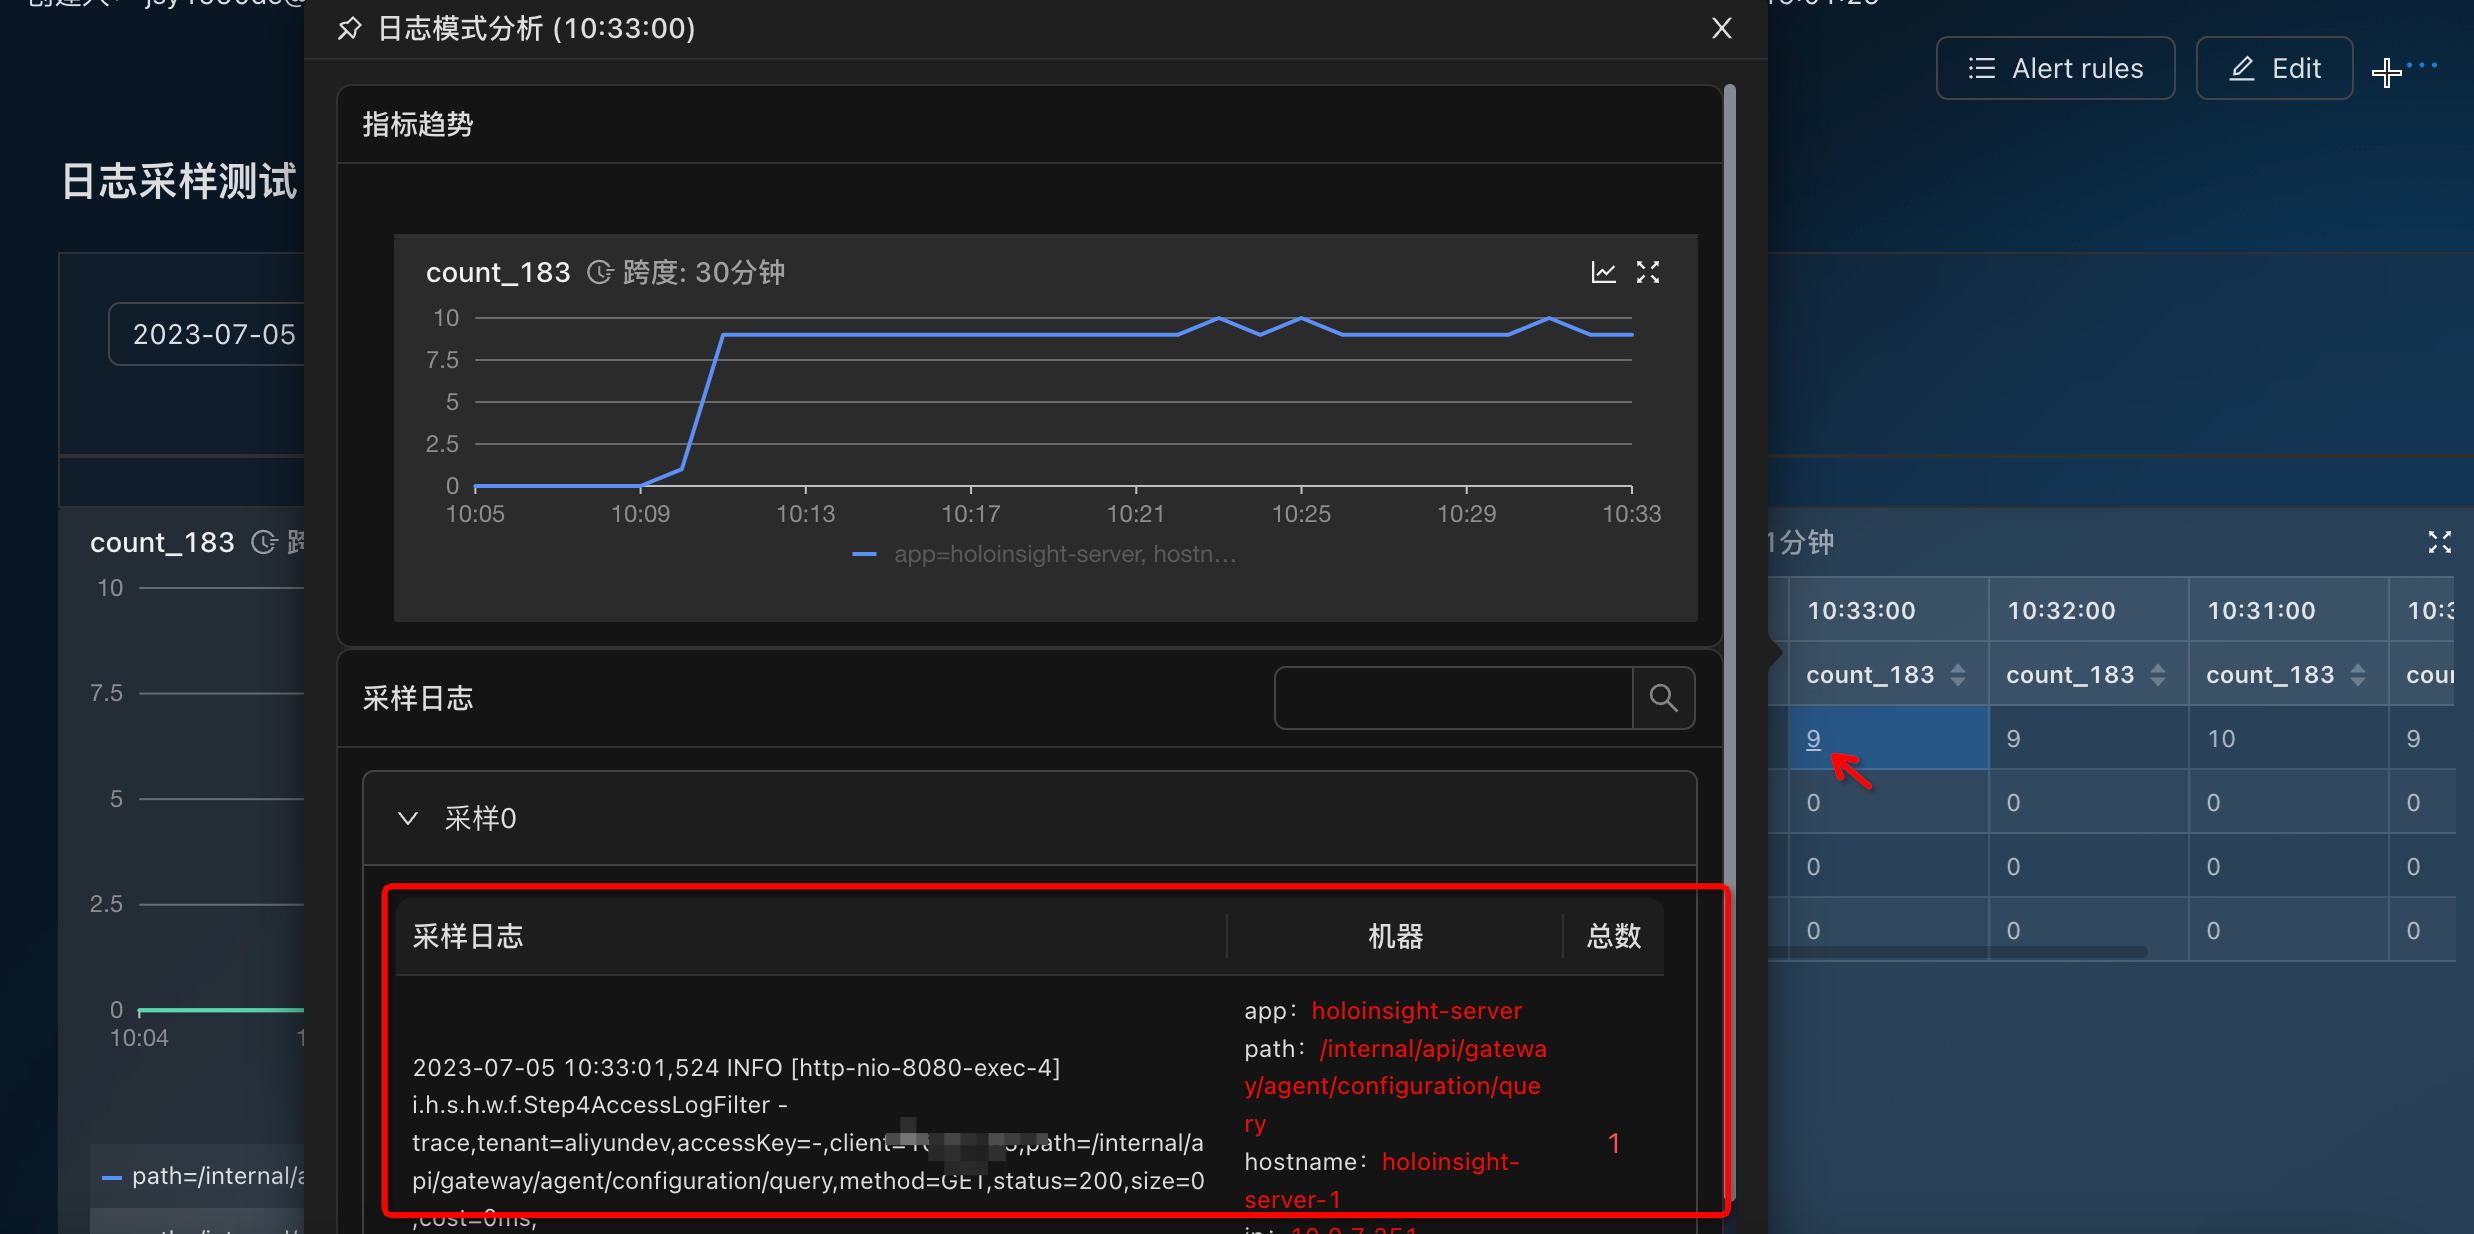 日志模式分析 (10:33:00)
Alert rules
Edit
指标趋势
日志采样测试
count_183 跨度: 30分钟
2023-07-05
10
7.5
5
2.5
0
10:05 10:09 10:13 10:17 10:21 10:25 10:29 10:33
app=holoinsight-server, hostn...
count_183
10
7.5
5
2.5
0
10:04
path=/internal/a
1分钟
10:33:00 10:32:00 10:31:00 10:3
count_183 count_183 count_183 cou
9 9 10 9
0 0 0 0
0 0 0 0
0 0 0 0
采样日志
采样0
采样日志 机器 总数
2023-07-05 10:33:01,524 INFO [http-nio-8080-exec-4]
i.h.s.h.w.f.Step4AccessLogFilter -
trace,tenant=aliyundev,accessKey=-,client= ,path=/internal/a
pi/gateway/agent/configuration/query,method=GET,status=200,size=0
,cost=0ms,
app: holoinsight-server
path: /internal/api/gatewa
y/agent/configuration/que
ry
hostname: holoinsight-
server-1
1